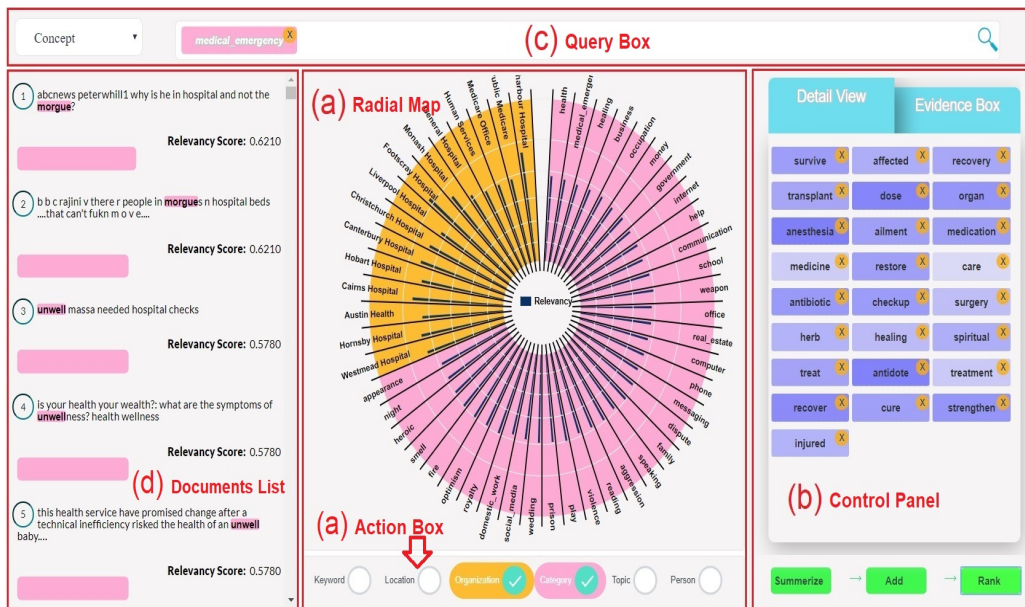 Concept
medical_emergency X
(c) Query Box
1 abcnews peterwhill1 why is he in hospital and not the
morgue?
Relevancy Score: 0.6210
2 b b c rajini v there r people in morgues n hospital beds
....that can't fukn m o v e....
Relevancy Score: 0.6210
3 unwell massa needed hospital checks
Relevancy Score: 0.5780
4 is your health your wealth?: what are the symptoms of
unwellness? health wellness
Relevancy Score: 0.5780
(d) Documents List
5 this health service have promised change after a
technical inefficiency risked the health of an unwell
baby....
Relevancy Score: 0.5780
(a) Radial Map
health
medical_emerger
healing
business
occupation
money
government
internet
help
communication
school
weapon
office
real_estate
computer
phone
messaging
dispute
family
speaking
aggression
reading
violence
play
prison
wedding
social_media
domestic_work
royalty
optimism
fire
smell
heroic
night
appearance
Westmead Hospital
Hornsby Hospital
Austin Health
Cairns Hospital
Hobart Hospital
Canterbury Hospital
Christchurch Hospital
Liverpool Hospital
Footscray Hospital
Monash Hospital
General Hospital
Human Services
Medicare Office
ublic Medicare
harbour Hospital
Relevancy
(a) Action Box
Keyword Location Organization Category Topic Person
Detail View
Evidence Box
survive X affected X recovery X
transplant X dose X organ X
anesthesia X ailment X medication X
medicine X restore X care X
antibiotic X checkup X surgery X
herb X healing X spiritual X
treat X antidote X treatment X
recover X cure X strengthen X
injured X
(b) Control Panel
Summerize → Add → Rank